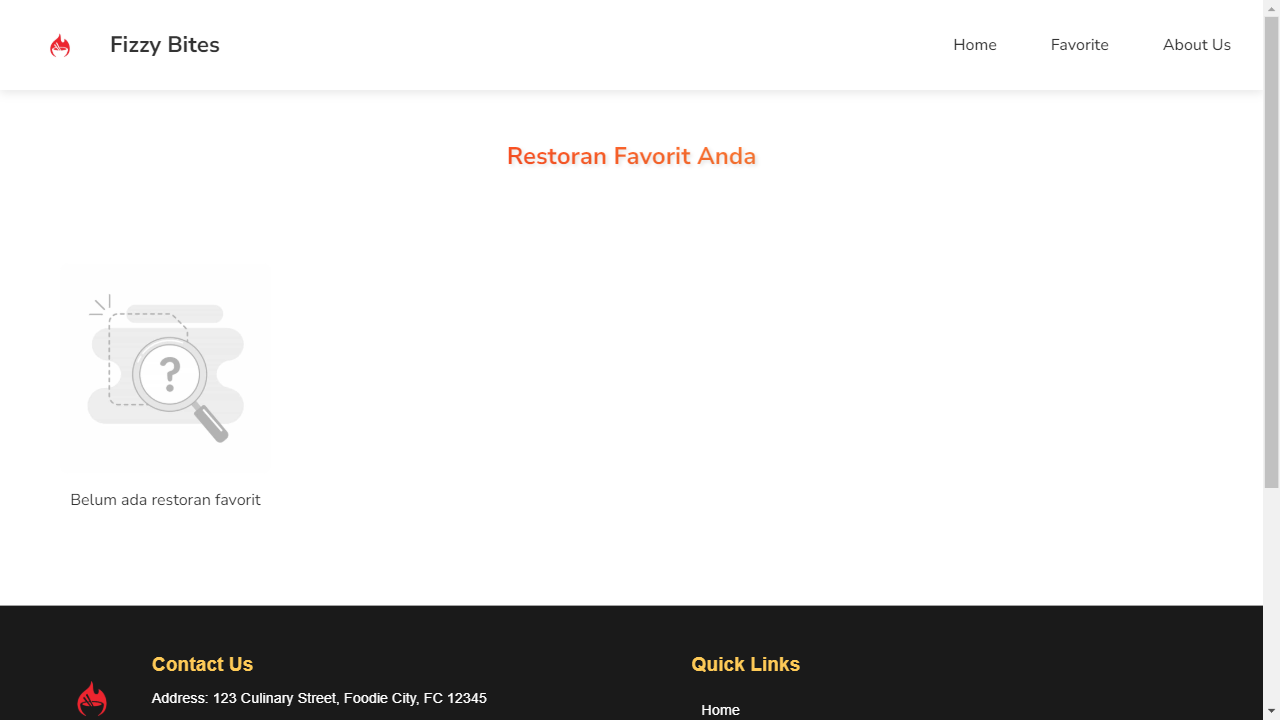 Fizzy Bites
Home
Favorite
About Us
Restoran Favorit Anda
?
Belum ada restoran favorit
Contact Us
Address: 123 Culinary Street, Foodie City, FC 12345
Quick Links
Home